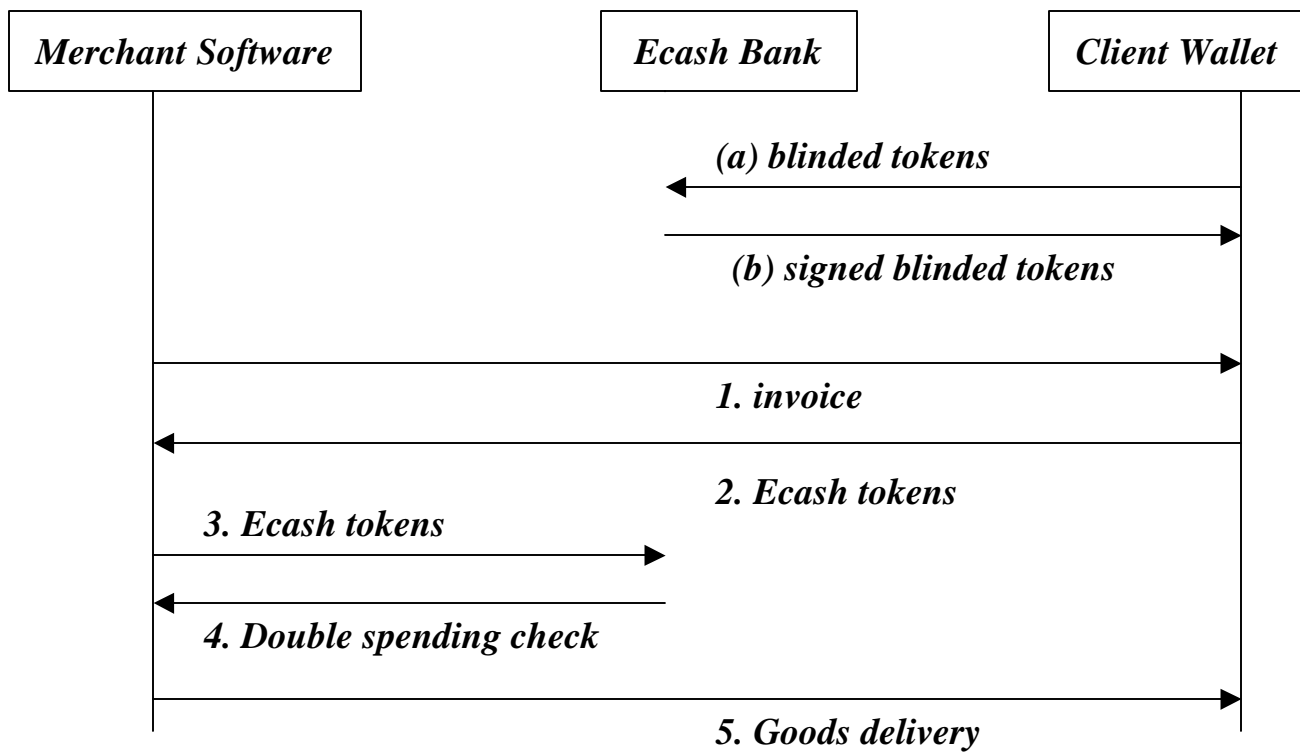 Merchant Software
Ecash Bank
Client Wallet
(a) blinded tokens
(b) signed blinded tokens
1. invoice
2. Ecash tokens
3. Ecash tokens
4. Double spending check
5. Goods delivery